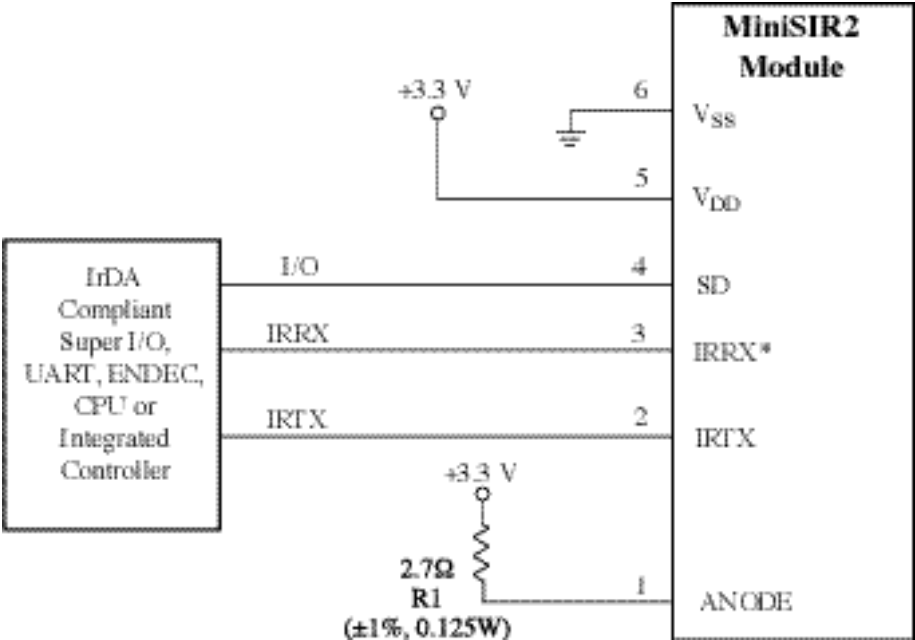 MiniSIR2
Module
+3.3 V
6
VSS
5
VDD
IrDA
Compliant
Super I/O,
UART, ENDEC,
CPU or
Integrated
Controller
I/O
4
SD
IRRX
3
IRRX*
IRTX
2
IRTX
+3.3 V
2.7Ω
R1
(±1%, 0.125W)
1
ANODE